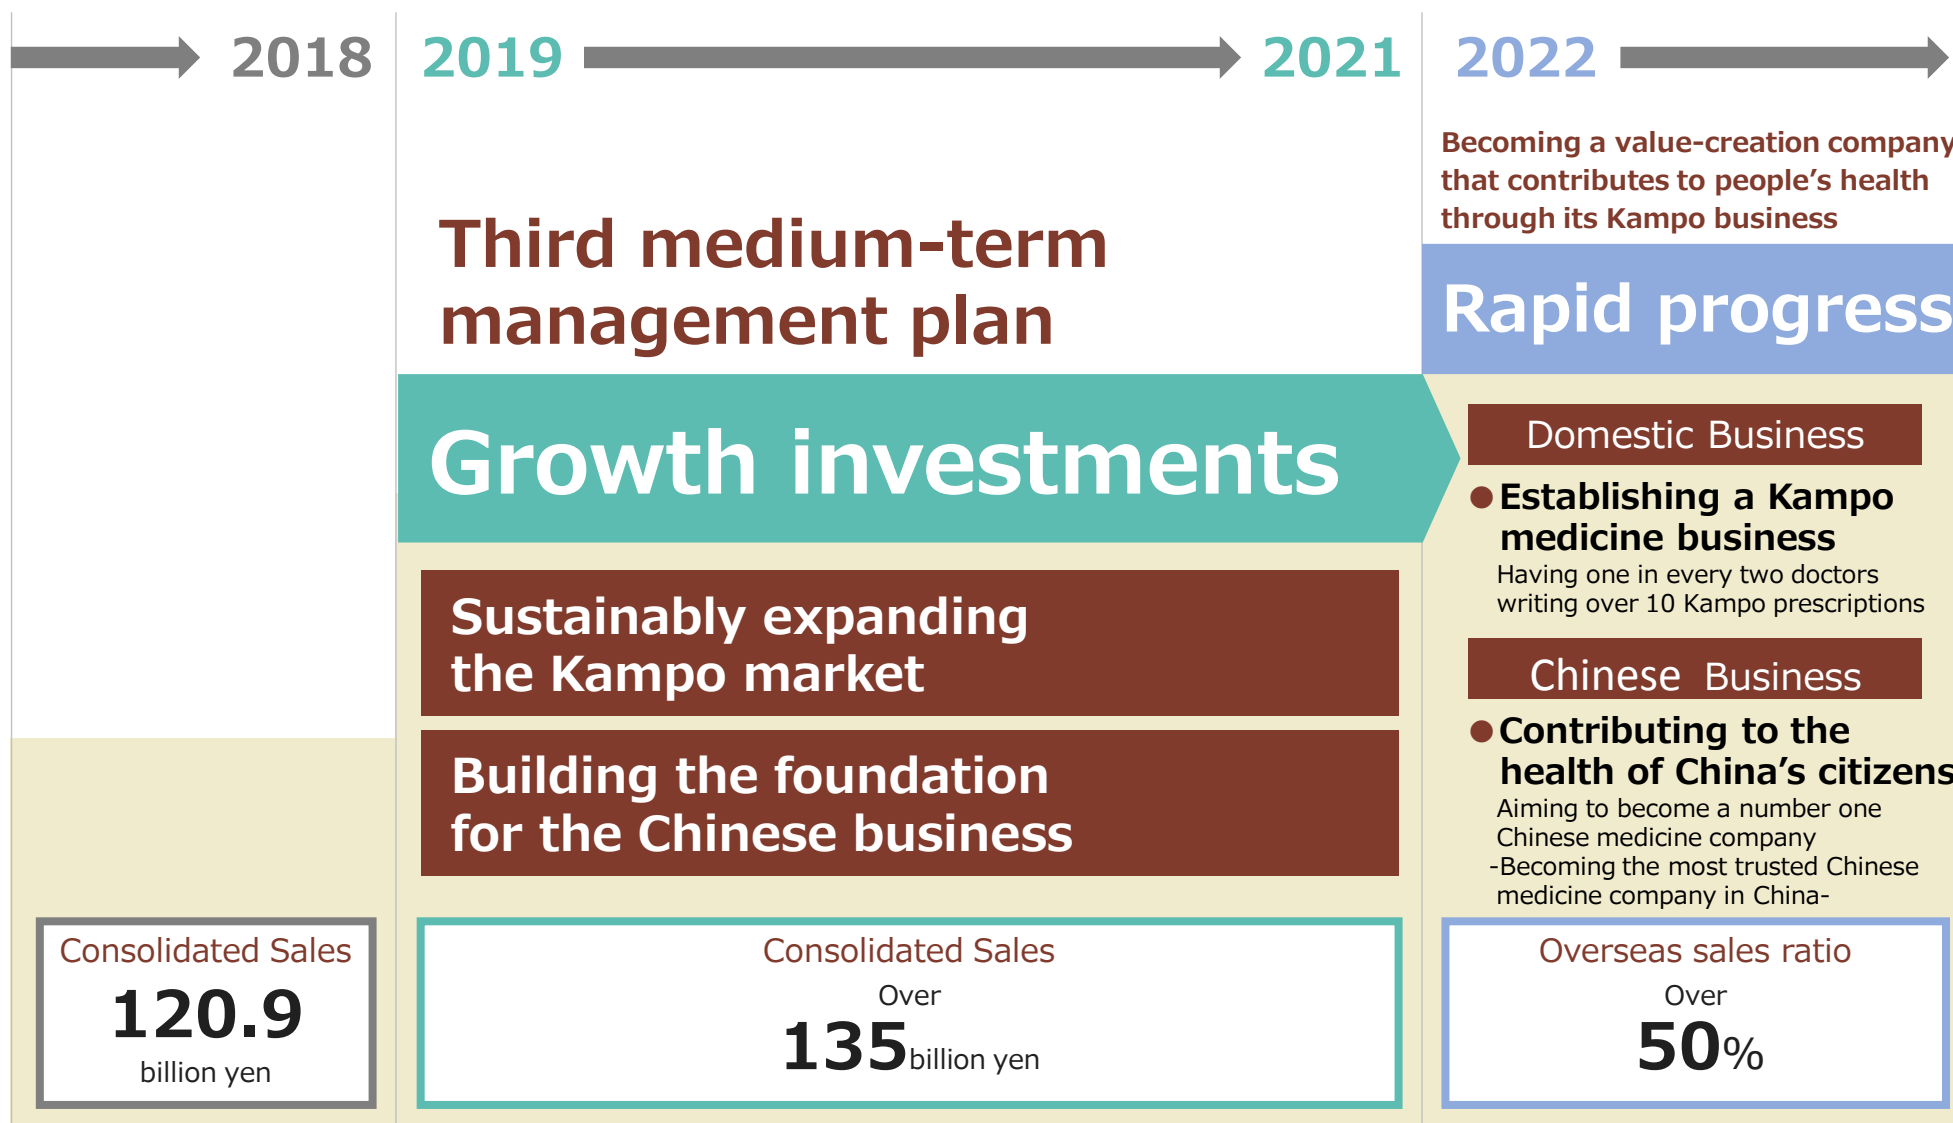 2018
2019
2021
2022
Third medium-term
management plan
Growth investments
Sustainably expanding
the Kampo market
Building the foundation
for the Chinese business
Becoming a value-creation company
that contributes to people’s health
through its Kampo business
Rapid progress
Domestic Business
●Establishing a Kampo
medicine business
Having one in every two doctors
writing over 10 Kampo prescriptions
Chinese Business
●Contributing to the
health of China’s citizens
Aiming to become a number one
Chinese medicine company
-Becoming the most trusted Chinese
medicine company in China-
Consolidated Sales
120.9
billion yen
Consolidated Sales
Over
135billion yen
Overseas sales ratio
Over
50%